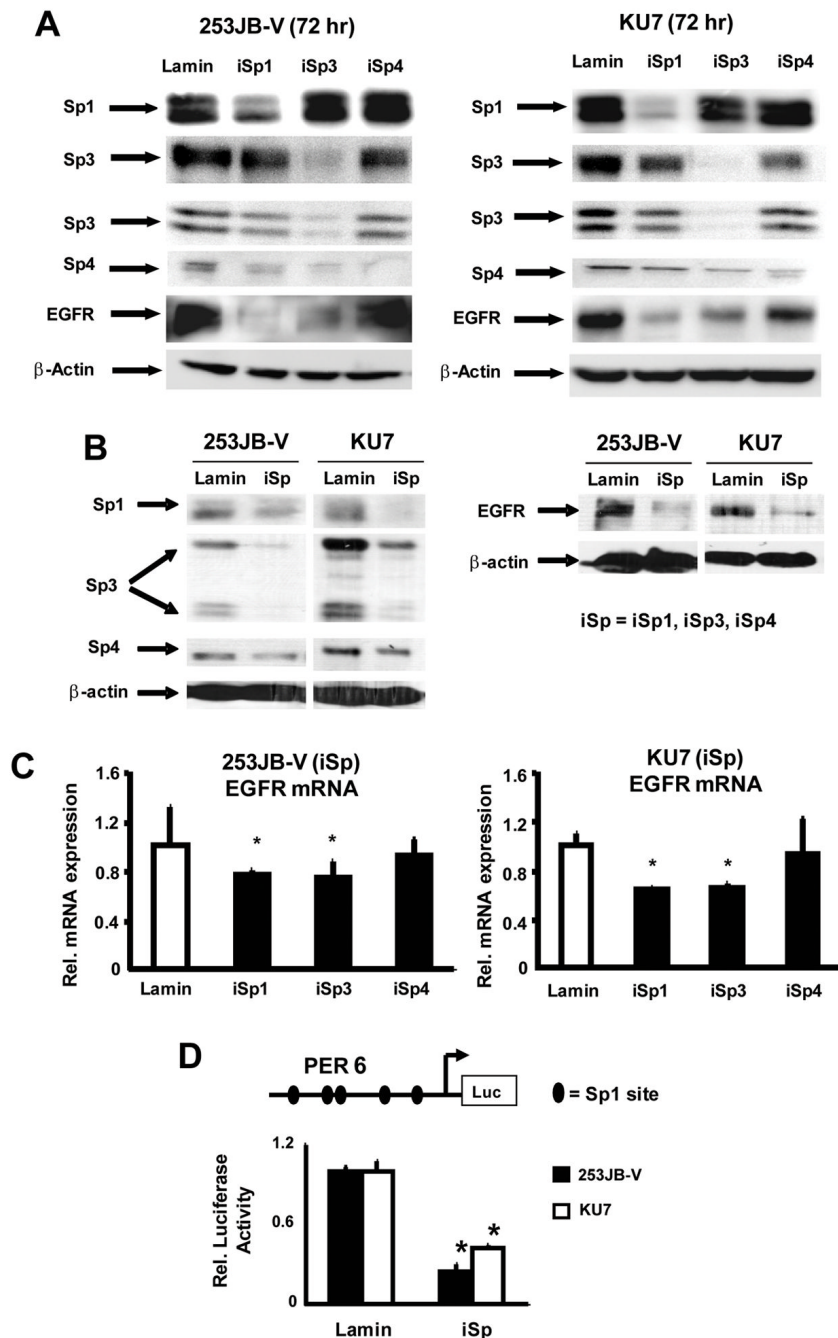 A
253JB-V (72 hr)
Lamin iSp1 iSp3 iSp4
Sp1
Sp3
Sp3
Sp4
EGFR
β-Actin
KU7 (72 hr)
Lamin iSp1 iSp3 iSp4
Sp1
Sp3
Sp3
Sp4
EGFR
β-Actin
B
253JB-V KU7
Lamin iSp Lamin iSp
Sp1
Sp3
Sp4
β-actin
253JB-V KU7
Lamin iSp Lamin iSp
EGFR
β-actin
iSp = iSp1, iSp3, iSp4
C
253JB-V (iSp)
EGFR mRNA
Rel. mRNA expression
1.6
1.2
0.8
0.4
0
* *
Lamin iSp1 iSp3 iSp4
KU7 (iSp)
EGFR mRNA
Rel. mRNA expression
1.6
1.2
0.8
0.4
0
* *
Lamin iSp1 iSp3 iSp4
D
PER 6
Luc
= Sp1 site
Rel. Luciferase
Activity
1.2
0.6
0
* *
Lamin iSp
253JB-V
KU7